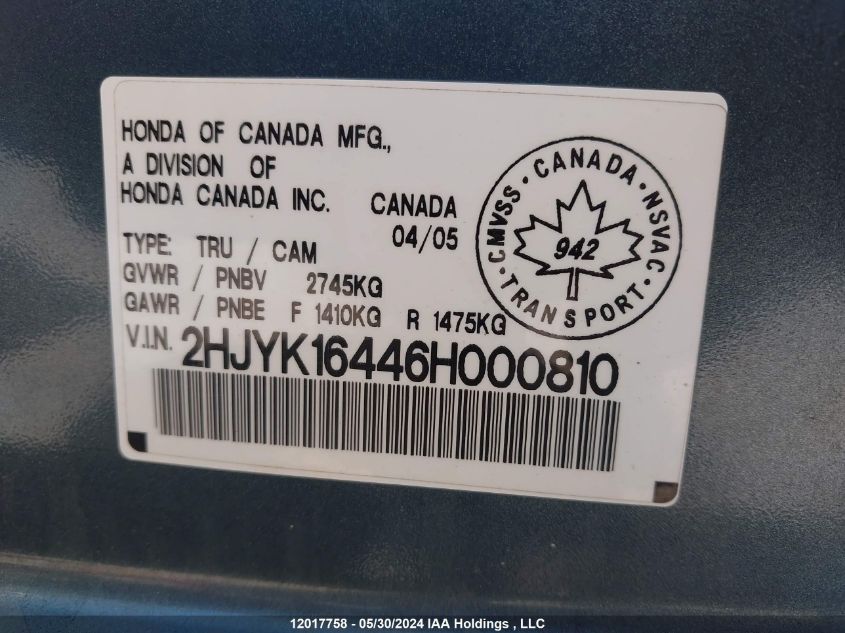 HONDA OF CANADA MFG.,
A DIVISION OF
HONDA CANADA INC. CANADA
04/05
TYPE: TRU / CAM
GVWR / PNBV 2745KG
GAWR / PNBE F 1410KG R 1475KG
V.I.N. 2HJYK16446H000810
CMVSS · CANADA · NSVAC · TRANSPORT ·
942
12017758 - 05/30/2024 IAA Holdings , LLC